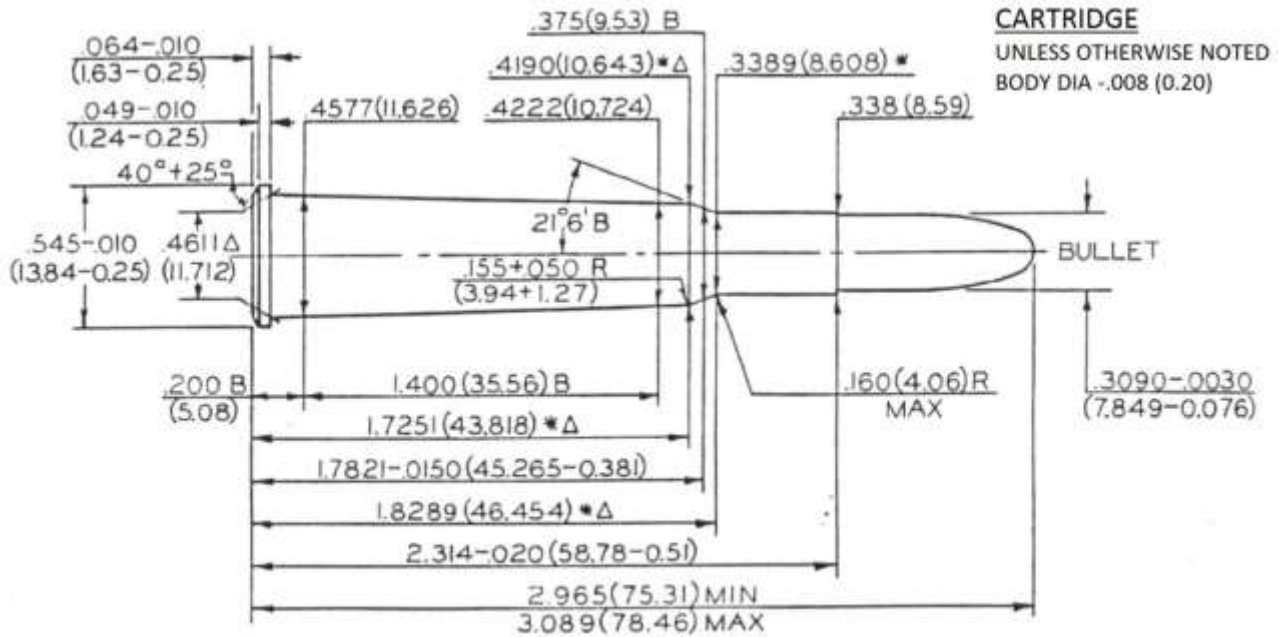 .375(9.53) B
CARTRIDGE
UNLESS OTHERWISE NOTED
BODY DIA -.008 (0.20)
.064-.010
(1.63-0.25)
.4190(10.643)*Δ
.3389(8.608)*
.049-.010
(1.24-0.25)
.4577(11.626)
.4222(10.724)
.338 (8.59)
40°+25°
21°6' B
.545-.010
(13.84-0.25)
.4611Δ
(11.712)
BULLET
.155+.050 R
(3.94+1.27)
.200 B
(5.08)
1.400(35.56) B
.160(4.06)R
MAX
.3090-.0030
(7.849-0.076)
1.7251(43.818) *Δ
1.7821-.0150(45.265-0.381)
1.8289(46.454) *Δ
2.314-.020(58.78-0.51)
2.965(75.31) MIN
3.089(78.46) MAX